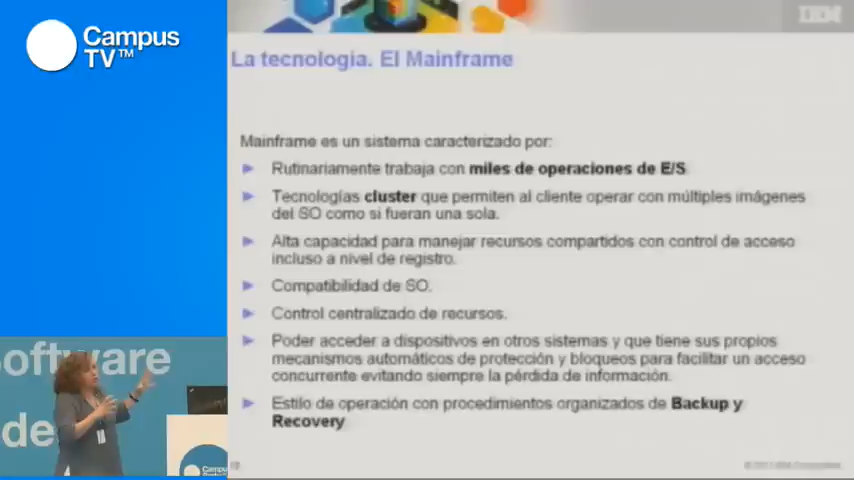 Campus
TV™
IBM
La tecnología. El Mainframe
Mainframe es un sistema caracterizado por:
Rutinariamente trabaja con miles de operaciones de E/S
Tecnologías cluster que permiten al cliente operar con múltiples imágenes
del SO como si fueran una sola.
Alta capacidad para manejar recursos compartidos con control de acceso
incluso a nivel de registro.
Compatibilidad de SO.
Control centralizado de recursos.
Poder acceder a dispositivos en otros sistemas y que tiene sus propios
mecanismos automáticos de protección y bloqueos para facilitar un acceso
concurrente evitando siempre la pérdida de información.
Estilo de operación con procedimientos organizados de Backup y
Recovery
Software
de
Campus